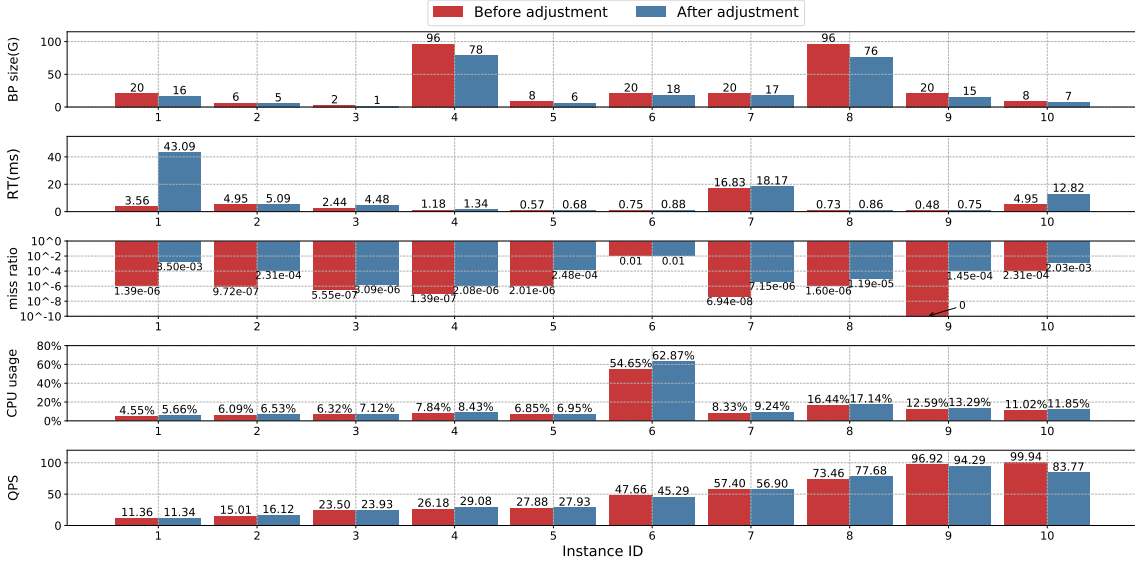 Before adjustment After adjustment
BP size(G)
100
50
0
20 16 6 5 2 1 96 78 8 6 20 18 20 17 96 76 20 15 8 7
1 2 3 4 5 6 7 8 9 10
RT(ms)
40
20
0
3.56 43.09 4.95 5.09 2.44 4.48 1.18 1.34 0.57 0.68 0.75 0.88 16.83 18.17 0.73 0.86 0.48 0.75 4.95 12.82
1 2 3 4 5 6 7 8 9 10
miss ratio
10^0
10^-2
10^-4
10^-6
10^-8
10^-10
1.39e-06 3.50e-03 9.72e-07 2.31e-04 5.55e-07 3.09e-06 1.39e-07 2.08e-06 2.01e-06 2.48e-04 0.01 0.01 6.94e-08 7.15e-06 1.60e-06 1.19e-05 0 1.45e-04 2.31e-04 2.03e-03
1 2 3 4 5 6 7 8 9 10
CPU usage
80%
60%
40%
20%
0%
4.55% 5.66% 6.09% 6.53% 6.32% 7.12% 7.84% 8.43% 6.85% 6.95% 54.65% 62.87% 8.33% 9.24% 16.44% 17.14% 12.59% 13.29% 11.02% 11.85%
1 2 3 4 5 6 7 8 9 10
QPS
100
50
0
11.36 11.34 15.01 16.12 23.50 23.93 26.18 29.08 27.88 27.93 47.66 45.29 57.40 56.90 73.46 77.68 96.92 94.29 99.94 83.77
1 2 3 4 5 6 7 8 9 10
Instance ID